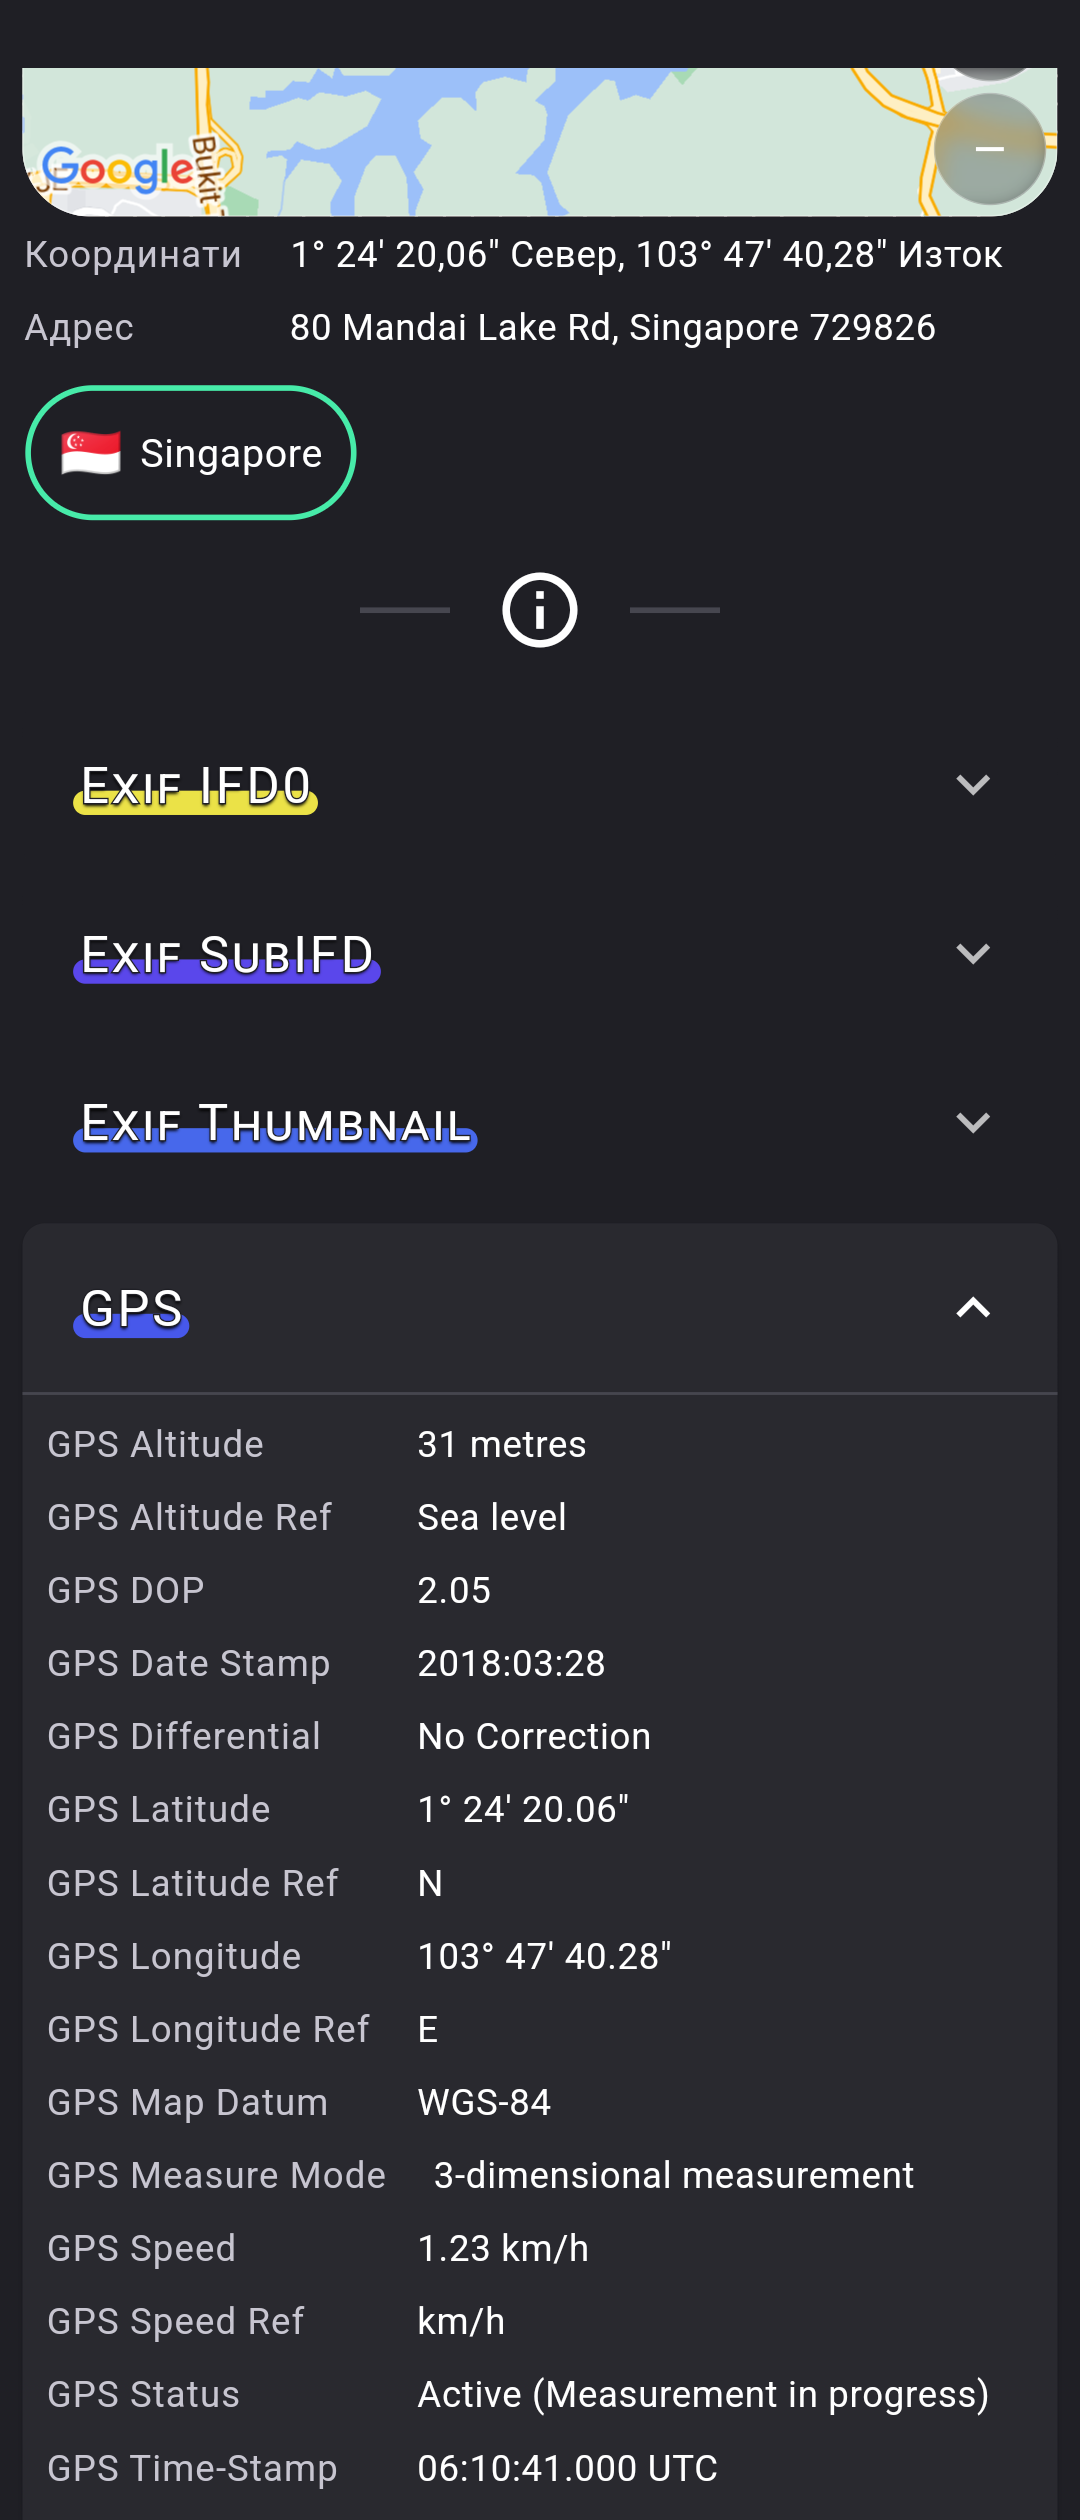 Google
Bukit
Координати 1° 24' 20,06" Север, 103° 47' 40,28" Изток
Адрес 80 Mandai Lake Rd, Singapore 729826
Singapore
Exif IFD0
Exif SubIFD
Exif Thumbnail
GPS
GPS Altitude 31 metres
GPS Altitude Ref Sea level
GPS DOP 2.05
GPS Date Stamp 2018:03:28
GPS Differential No Correction
GPS Latitude 1° 24' 20.06"
GPS Latitude Ref N
GPS Longitude 103° 47' 40.28"
GPS Longitude Ref E
GPS Map Datum WGS-84
GPS Measure Mode 3-dimensional measurement
GPS Speed 1.23 km/h
GPS Speed Ref km/h
GPS Status Active (Measurement in progress)
GPS Time-Stamp 06:10:41.000 UTC